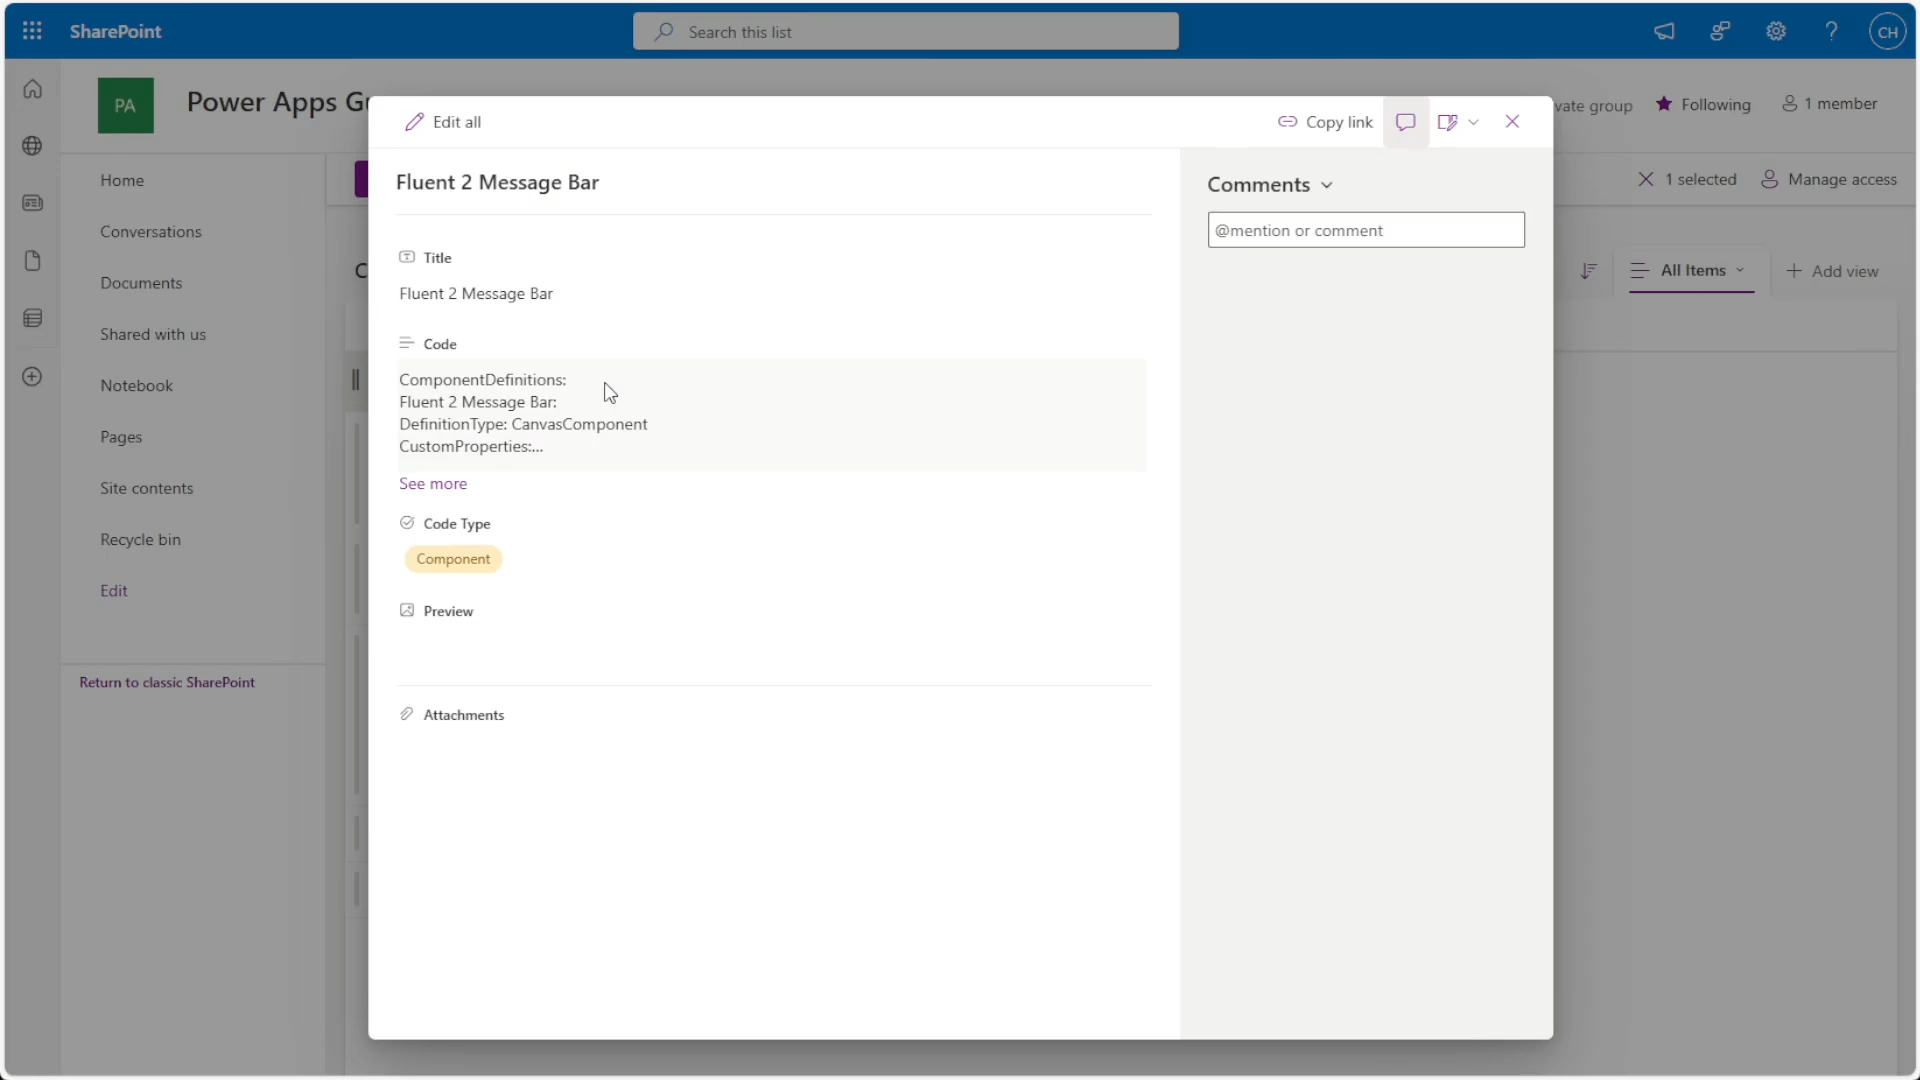 SharePoint
Search this list
CH
PA
Power Apps Gu
vate group
Following
1 member
Edit all
Copy link
Home
Conversations
Documents
Shared with us
Notebook
Pages
Site contents
Recycle bin
Edit
Return to classic SharePoint
1 selected
Manage access
C
All Items
Add view
Fluent 2 Message Bar
Title
Fluent 2 Message Bar
Code
ComponentDefinitions:
Fluent 2 Message Bar:
DefinitionType: CanvasComponent
CustomProperties:...
See more
Code Type
Component
Preview
Attachments
Comments
@mention or comment